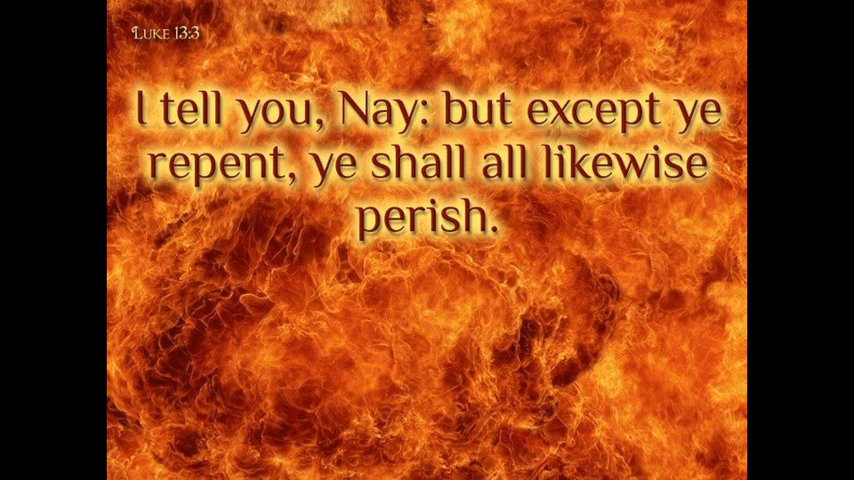 Luke 13:3
I tell you, Nay: but except ye
repent, ye shall all likewise
perish.